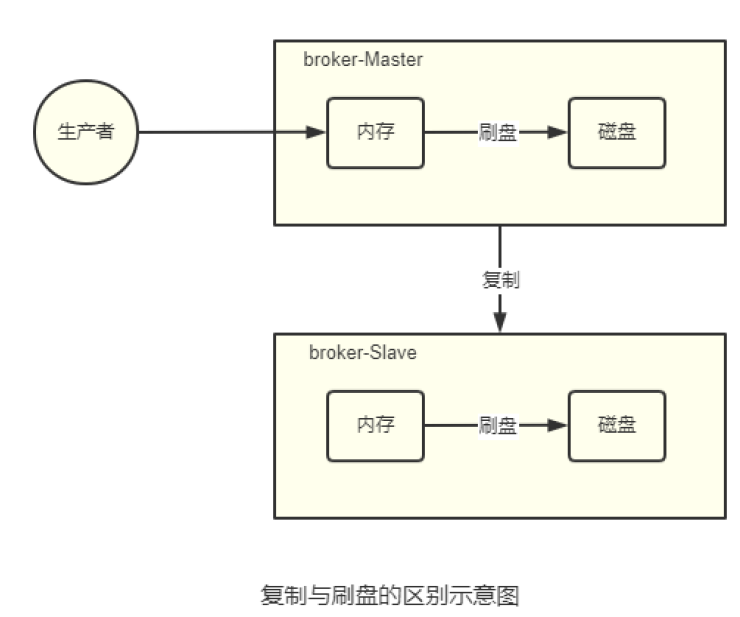 broker-Master
生产者
内存
刷盘
磁盘
复制
broker-Slave
内存
刷盘
磁盘
复制与刷盘的区别示意图